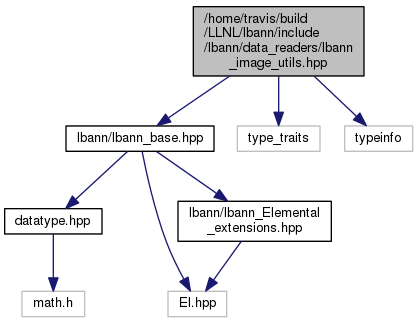 /home/travis/build
/LLNL/lbann/include
/lbann/data_readers/lbann
_image_utils.hpp
lbann/lbann_base.hpp
type_traits
typeinfo
datatype.hpp
lbann/lbann_Elemental
_extensions.hpp
math.h
El.hpp